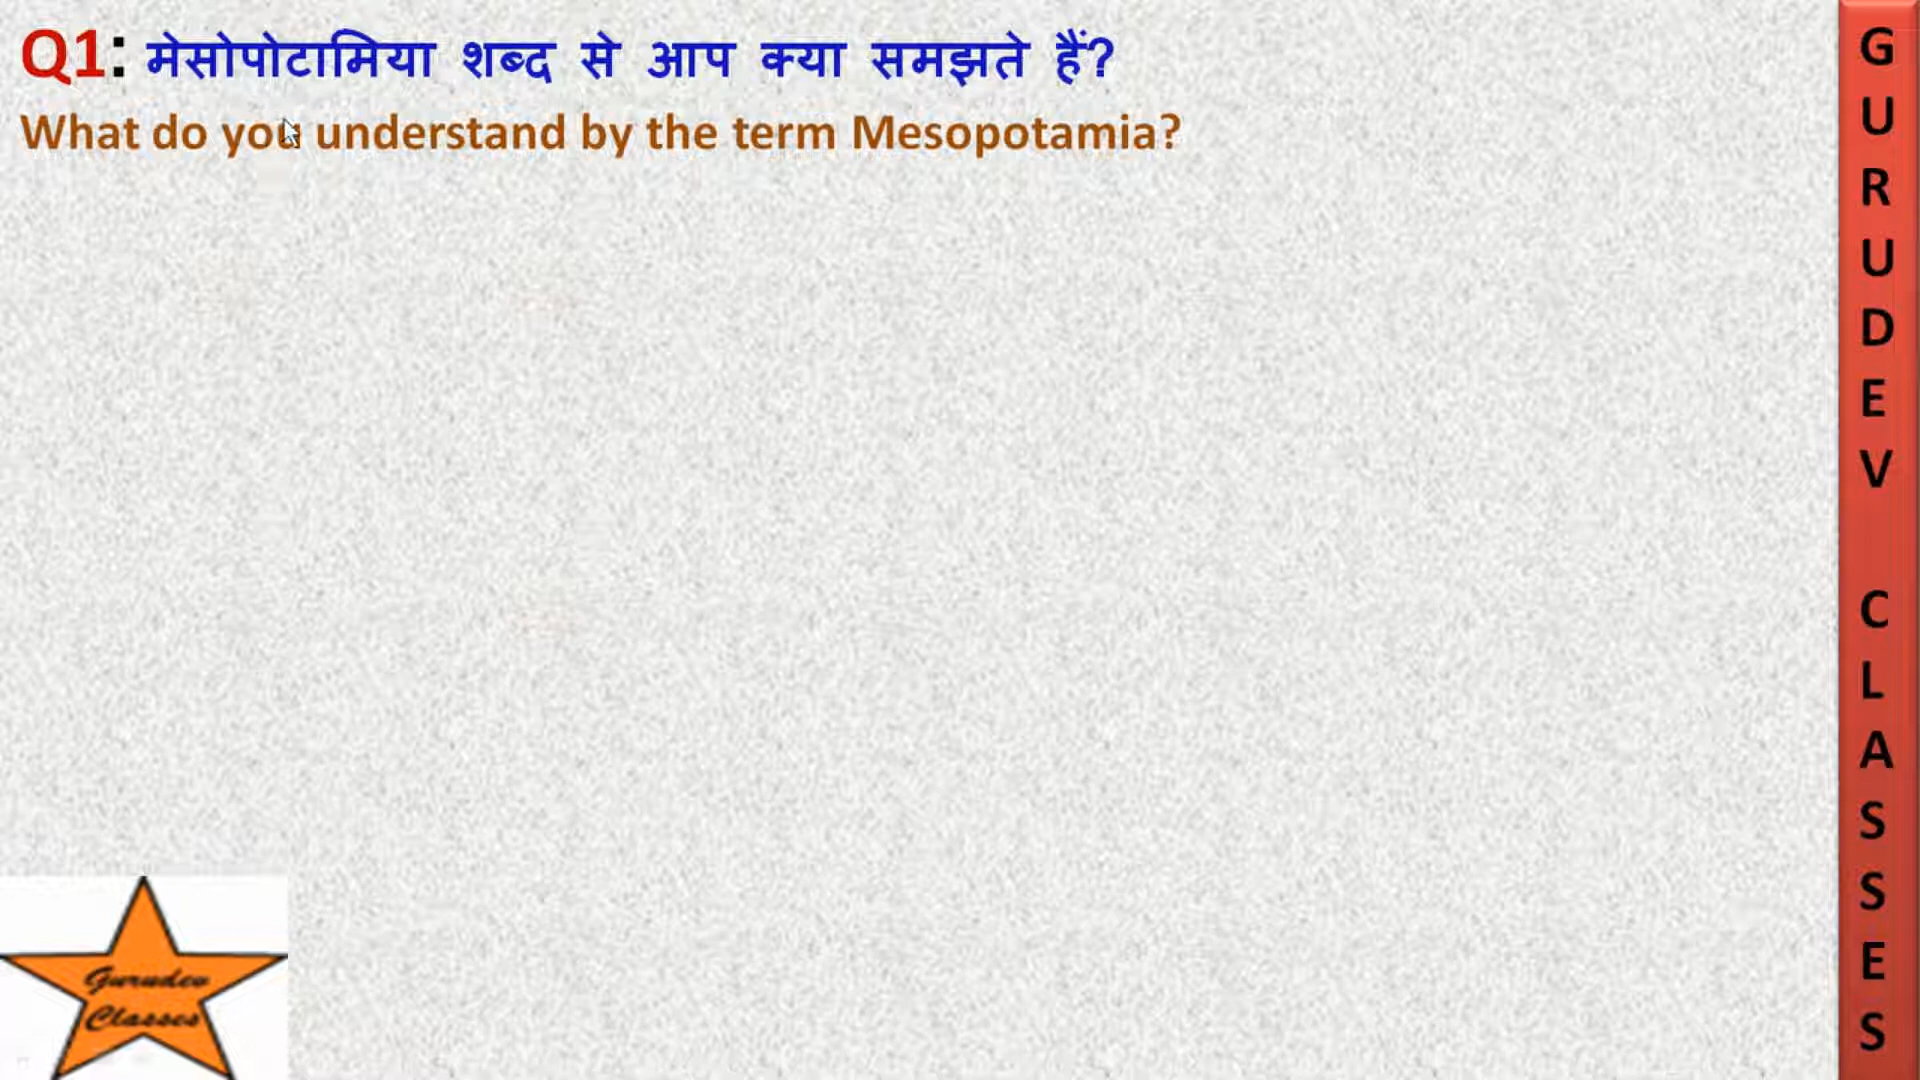 Q1: मेसोपोटामिया शब्द से आप क्या समझते हैं?
What do you understand by the term Mesopotamia?
GURUDEV CLASSES
Gurudev
Classes